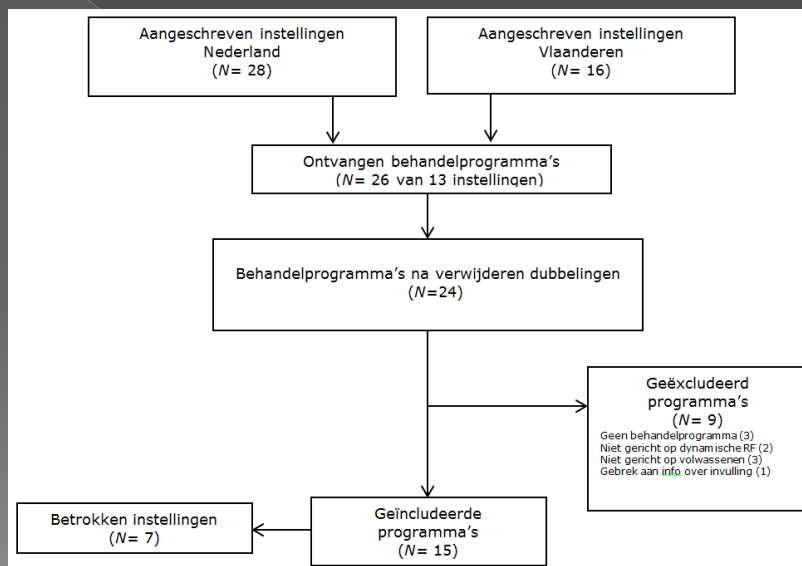 Aangeschreven instellingen
Nederland
(N= 28)
Aangeschreven instellingen
Vlaanderen
(N= 16)
Ontvangen behandelprogramma's
(N= 26 van 13 instellingen)
Behandelprogramma's na verwijderen dubbelingen
(N=24)
Geëxcludeerd
programma's
(N= 9)
Geen behandelprogramma (3)
Niet gericht op dynamische RF (2)
Niet gericht op volwassenen (3)
Gebrek aan info over invulling (1)
Geïncludeerde
programma's
(N= 15)
Betrokken instellingen
(N= 7)